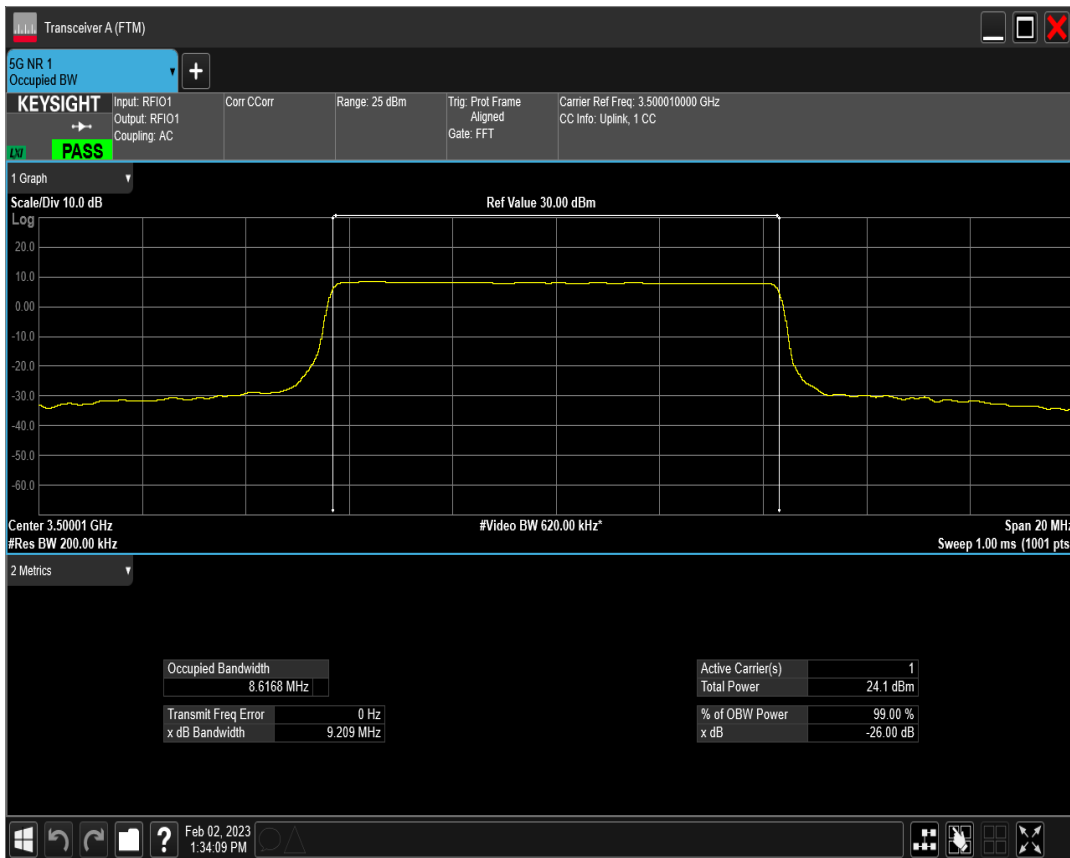 Transceiver A (FTM)
5G NR 1
Occupied BW
+
KEYSIGHT
LXI
PASS
Input: RFIO1
Output: RFIO1
Coupling: AC
Corr CCorr
Range: 25 dBm
Trig: Prot Frame
Aligned
Gate: FFT
Carrier Ref Freq: 3.500010000 GHz
CC Info: Uplink, 1 CC
1 Graph
Scale/Div 10.0 dB
Ref Value 30.00 dBm
Log
20.0
10.0
0.00
-10.0
-20.0
-30.0
-40.0
-50.0
-60.0
Center 3.50001 GHz
#Video BW 620.00 kHz*
Span 20 MHz
#Res BW 200.00 kHz
Sweep 1.00 ms (1001 pts
2 Metrics
Occupied Bandwidth
8.6168 MHz
Transmit Freq Error 0 Hz
x dB Bandwidth 9.209 MHz
Active Carrier(s) 1
Total Power 24.1 dBm
% of OBW Power 99.00 %
x dB -26.00 dB
?
Feb 02, 2023
1:34:09 PM